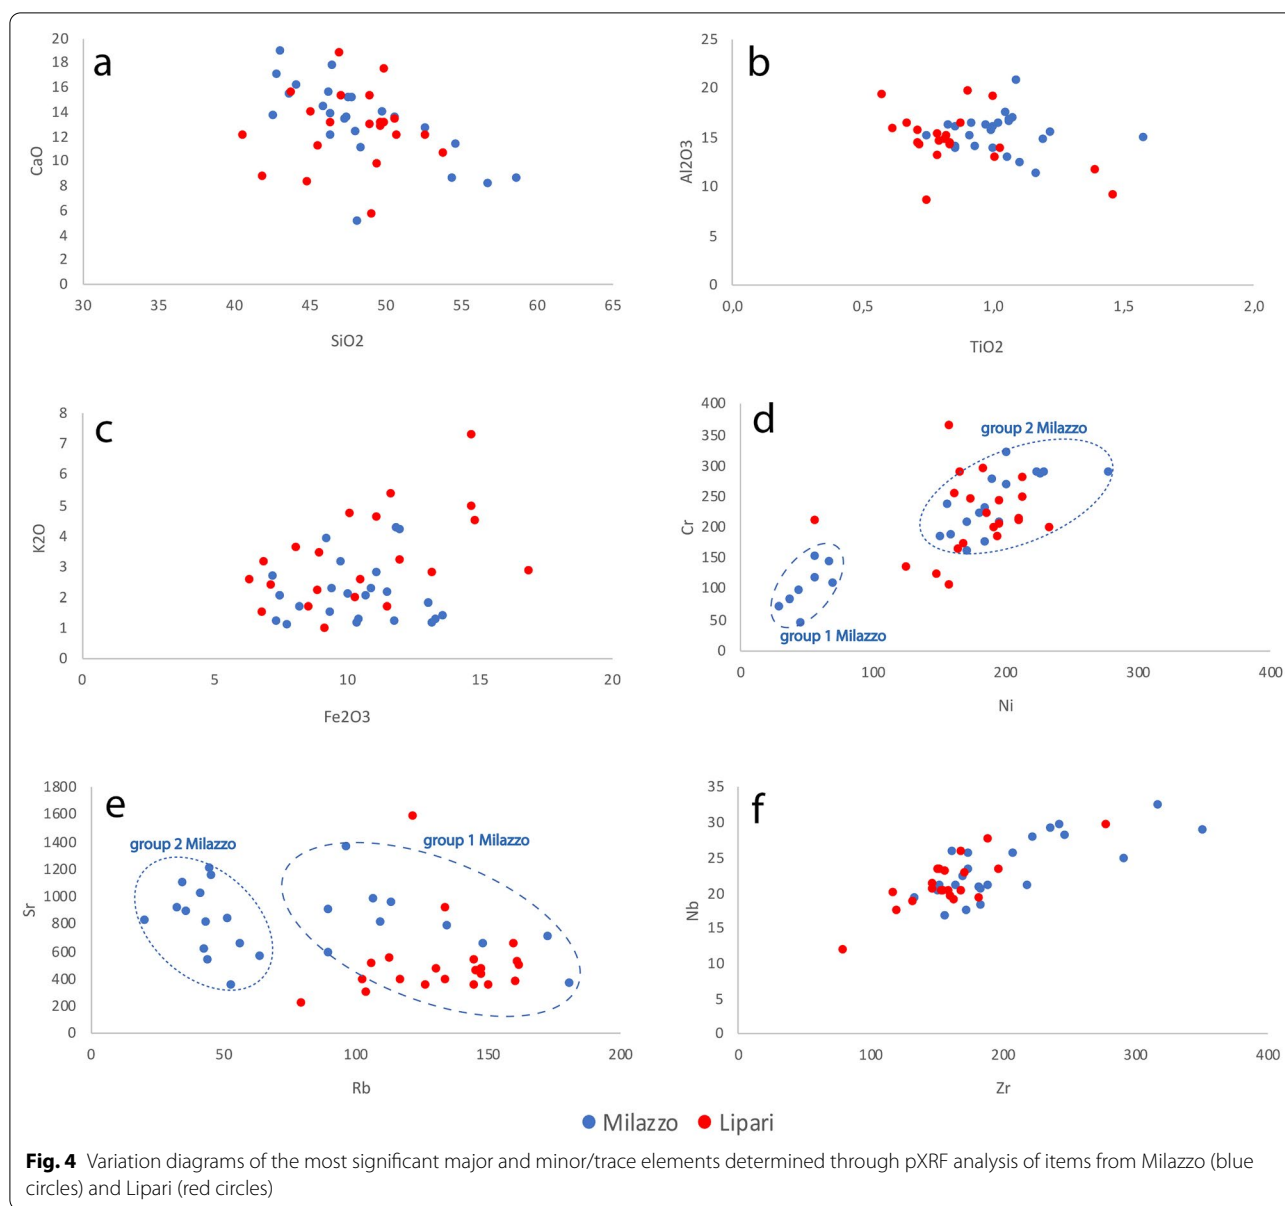 a
20
18
16
14
12
10
8
6
4
2
0
CaO
30 35 40 45 50 55 60 65
SiO2
b
25
20
15
10
5
0
Al2O3
0,0 0,5 1,0 1,5 2,0
TiO2
c
8
7
6
5
4
3
2
1
0
K2O
0 5 10 15 20
Fe2O3
d
400
350
300
250
200
150
100
50
0
Cr
group 2 Milazzo
group 1 Milazzo
0 100 200 300 400
Ni
e
1800
1600
1400
1200
1000
800
600
400
200
0
Sr
group 2 Milazzo
group 1 Milazzo
0 50 100 150 200
Rb
f
35
30
25
20
15
10
5
0
Nb
0 100 200 300 400
Zr
Milazzo Lipari
Fig. 4 Variation diagrams of the most significant major and minor/trace elements determined through pXRF analysis of items from Milazzo (blue
circles) and Lipari (red circles)